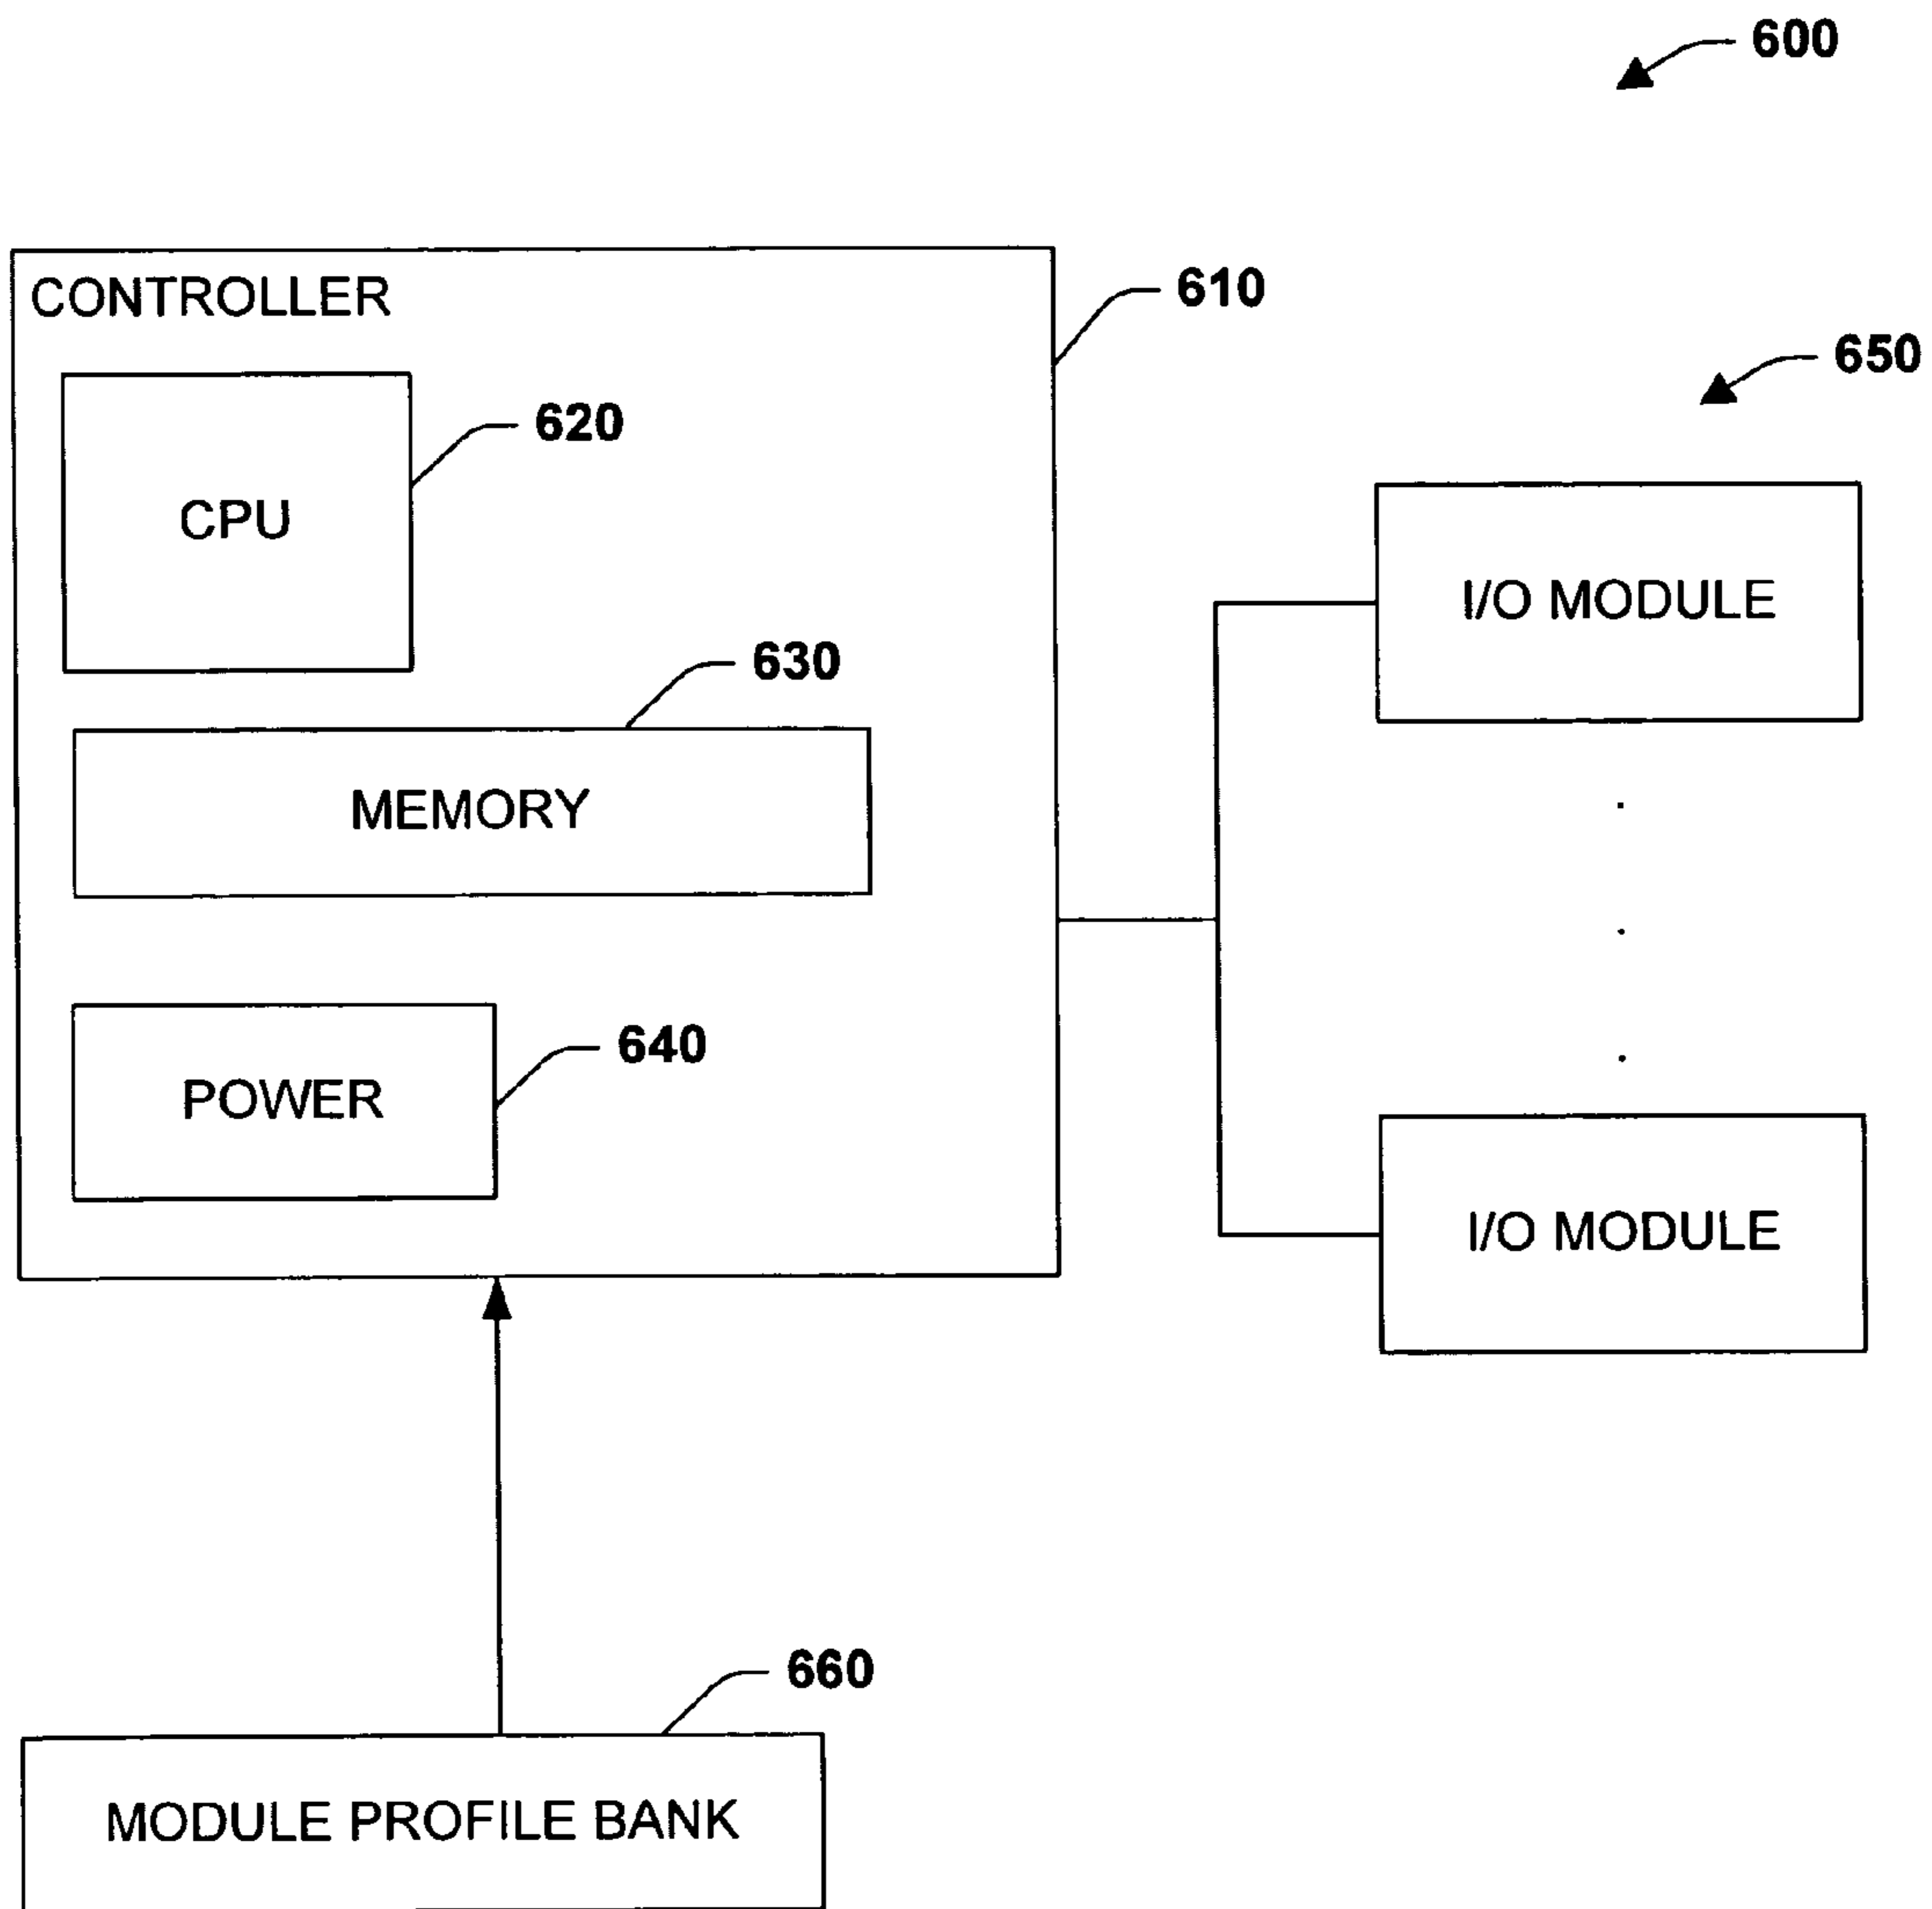 600
CONTROLLER
610
650
620
CPU
I/O MODULE
630
MEMORY
640
POWER
I/O MODULE
660
MODULE PROFILE BANK